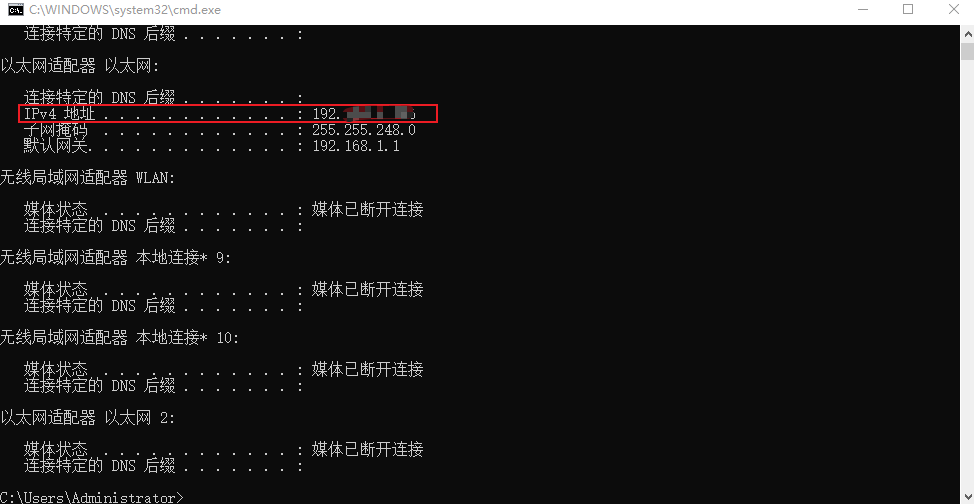 C:\WINDOWS\system32\cmd.exe
连接特定的 DNS 后缀 . . . . . . . :
以太网适配器 以太网:
连接特定的 DNS 后缀 . . . . . . . :
IPv4 地址 . . . . . . . . . . . . : 192.
子网掩码 . . . . . . . . . . . . : 255.255.248.0
默认网关. . . . . . . . . . . . . : 192.168.1.1
无线局域网适配器 WLAN:
媒体状态 . . . . . . . . . . . . : 媒体已断开连接
连接特定的 DNS 后缀 . . . . . . . :
无线局域网适配器 本地连接* 9:
媒体状态 . . . . . . . . . . . . : 媒体已断开连接
连接特定的 DNS 后缀 . . . . . . . :
无线局域网适配器 本地连接* 10:
媒体状态 . . . . . . . . . . . . : 媒体已断开连接
连接特定的 DNS 后缀 . . . . . . . :
以太网适配器 以太网 2:
媒体状态 . . . . . . . . . . . . : 媒体已断开连接
连接特定的 DNS 后缀 . . . . . . . :
C:\Users\Administrator>